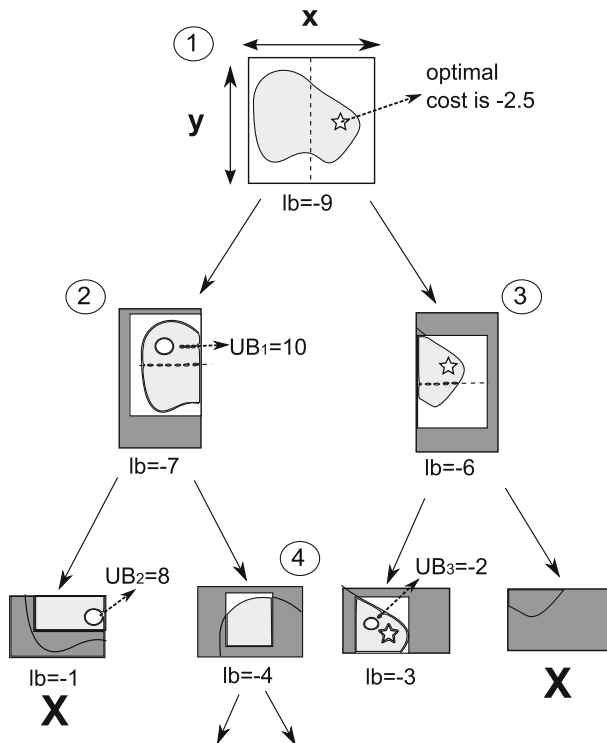 x
1
optimal
cost is -2.5
y
lb=-9
2
3
UB1=10
lb=-7
lb=-6
4
UB2=8
UB3=-2
lb=-1
lb=-4
lb=-3
X
X